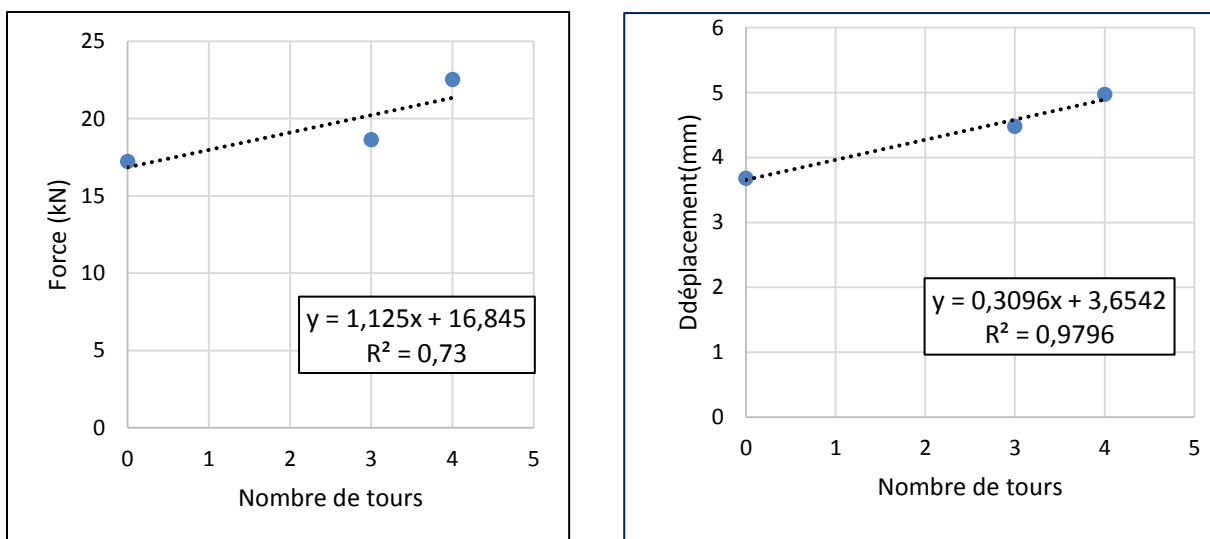 25
20
15
10
5
0
0 1 2 3 4 5
Force (kN)
Nombre de tours
y = 1,125x + 16,845
R² = 0,73
6
5
4
3
2
1
0
0 1 2 3 4 5
Ddéplacement(mm)
Nombre de tours
y = 0,3096x + 3,6542
R² = 0,9796